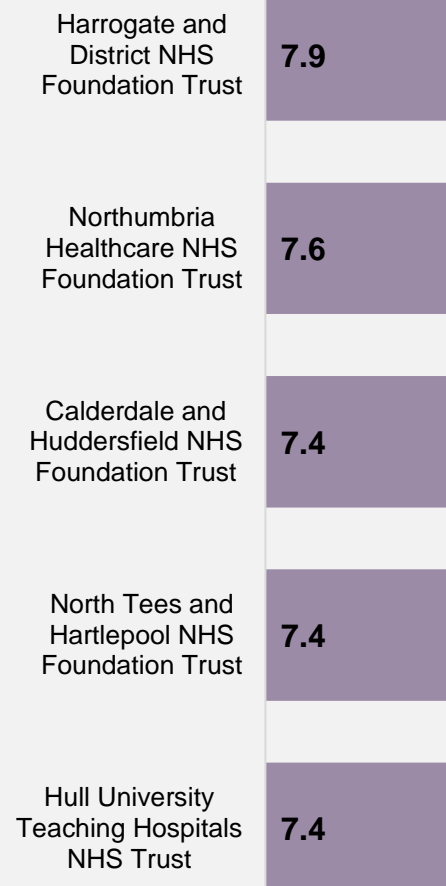 Harrogate and
District NHS
Foundation Trust
7.9
Northumbria
Healthcare NHS
Foundation Trust
7.6
Calderdale and
Huddersfield NHS
Foundation Trust
7.4
North Tees and
Hartlepool NHS
Foundation Trust
7.4
Hull University
Teaching Hospitals
NHS Trust
7.4